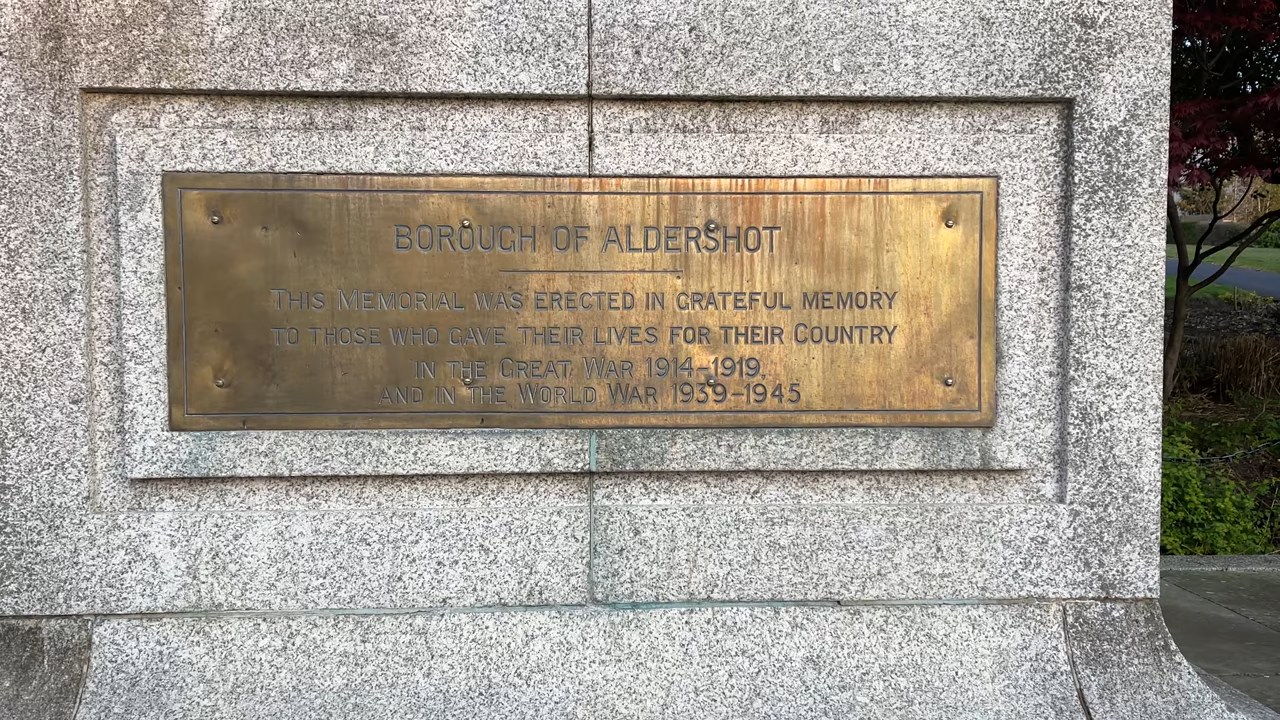 BOROUGH OF ALDERSHOT
THIS MEMORIAL WAS ERECTED IN GRATEFUL MEMORY
TO THOSE WHO GAVE THEIR LIVES FOR THEIR COUNTRY
IN THE GREAT WAR 1914-1919,
AND IN THE WORLD WAR 1939-1945